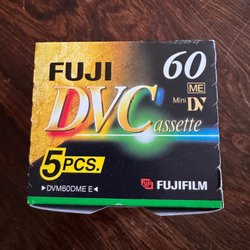 FUJI 60
ME
Mini DV
DVCassette
5PCS.
►DVM60DME E◄
FUJIFILM